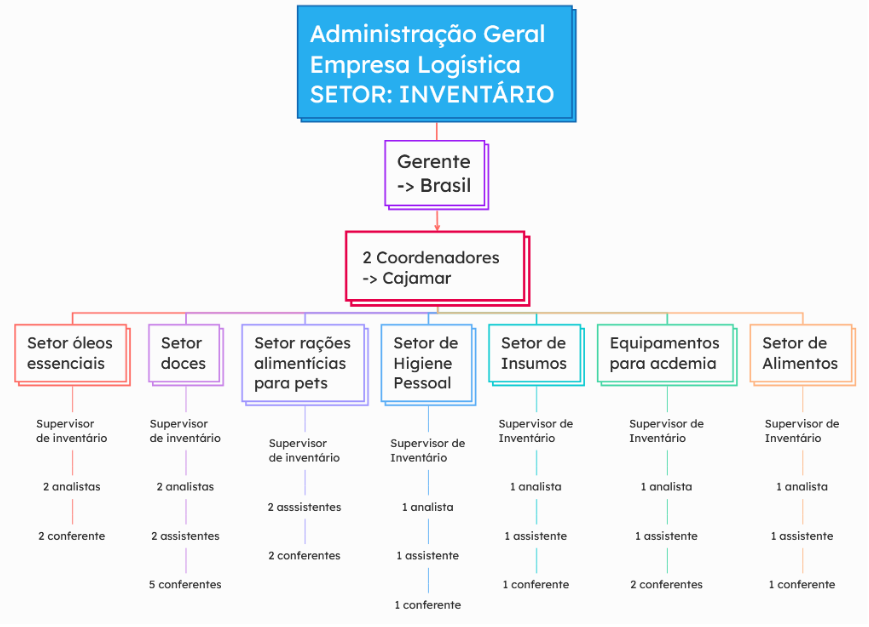 Administração Geral
Empresa Logística
SETOR: INVENTÁRIO
Gerente
-> Brasil
2 Coordenadores
-> Cajamar
Setor óleos
essenciais
Supervisor
de inventário
2 analistas
2 conferente
Setor
doces
Supervisor
de inventário
2 analistas
2 assistentes
5 conferentes
Setor rações
alimentícias
para pets
Supervisor
de inventário
2 asssistentes
2 conferentes
Setor de
Higiene
Pessoal
Supervisor de
Inventário
1 analista
1 assistente
1 conferente
Setor de
Insumos
Supervisor de
Inventário
1 analista
1 assistente
1 conferente
Equipamentos
para acdemia
Supervisor de
Inventário
1 analista
1 assistente
2 conferentes
Setor de
Alimentos
Supervisor de
Inventário
1 analista
1 assistente
1 conferente